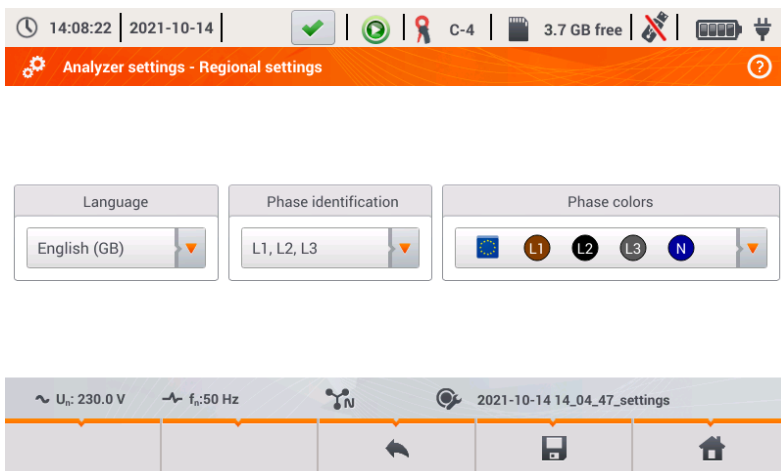 14:08:22 2021-10-14 C-4 3.7 GB free
Analyzer settings - Regional settings ?
Language Phase identification Phase colors
English (GB) L1, L2, L3 L1 L2 L3 N
Un: 230.0 V fn:50 Hz N 2021-10-14 14_04_47_settings